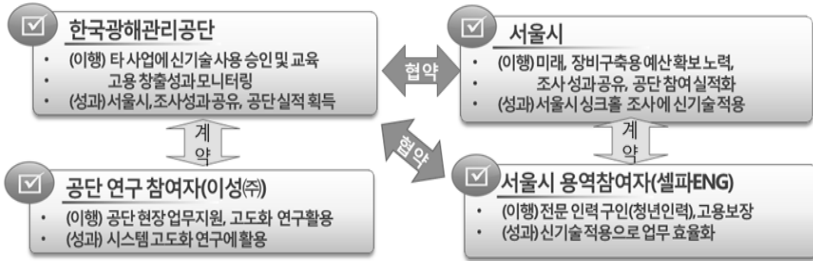 한국광해관리공단
• (이행) 타 사업에 신기술 사용 승인 및 교육
• 고용 창출성과 모니터링
• (성과) 서울시, 조사성과 공유, 공단 실적 획득
협약
서울시
• (이행) 미래, 장비구축용 예산 확보 노력,
• 조사 성과 공유, 공단 참여 실적화
• (성과) 서울시 싱크홀 조사에 신기술 적용
계약
협약
계약
공단 연구 참여자(이성㈜)
• (이행) 공단 현장 업무지원, 고도화 연구활용
• (성과) 시스템 고도화 연구에 활용
서울시 용역참여자(셀파ENG)
• (이행) 전문 인력 구인(청년인력), 고용보장
• (성과) 신기술 적용으로 업무 효율화